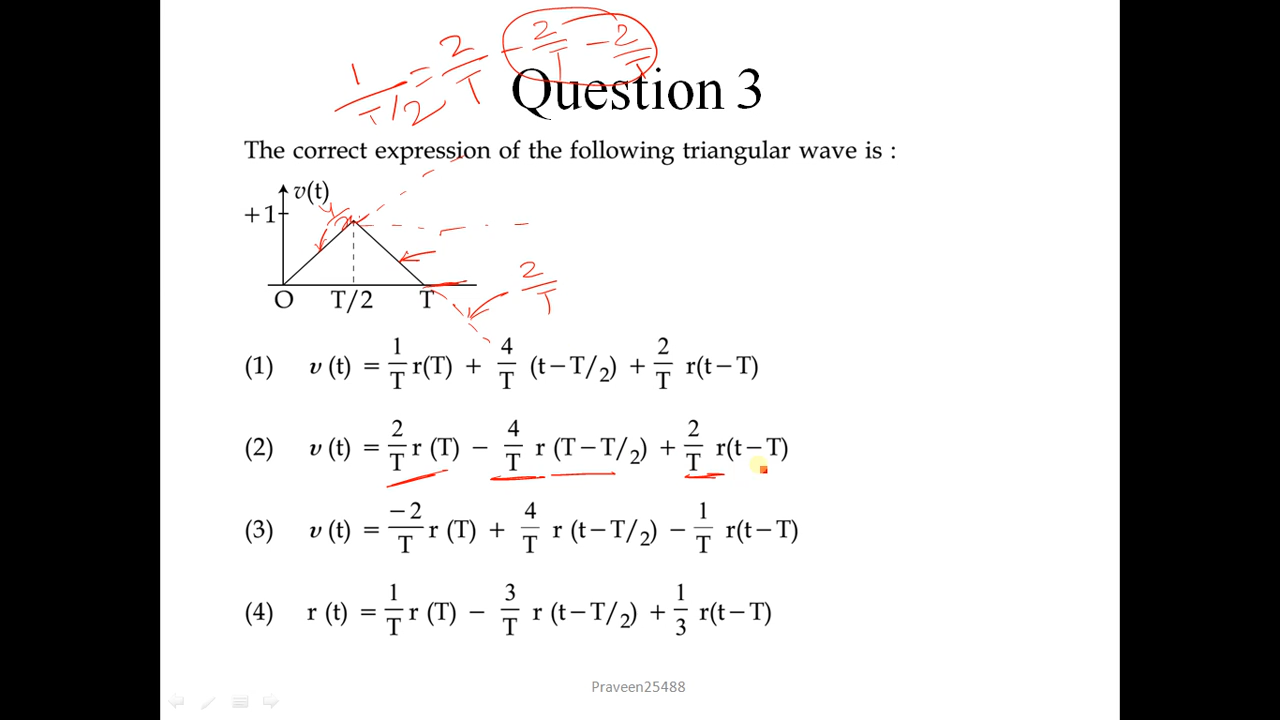 1/T/2 = 2/T - 2/T - 2/T
Question 3
The correct expression of the following triangular wave is :
v(t)
+1
O T/2 T
2/T
(1) v (t) = 1/T r(T) + 4/T (t−T/2) + 2/T r(t−T)
(2) v (t) = 2/T r (T) − 4/T r (T−T/2) + 2/T r(t−T)
(3) v (t) = −2/T r (T) + 4/T r (t−T/2) − 1/T r(t−T)
(4) r (t) = 1/T r (T) − 3/T r (t−T/2) + 1/3 r(t−T)
Praveen25488